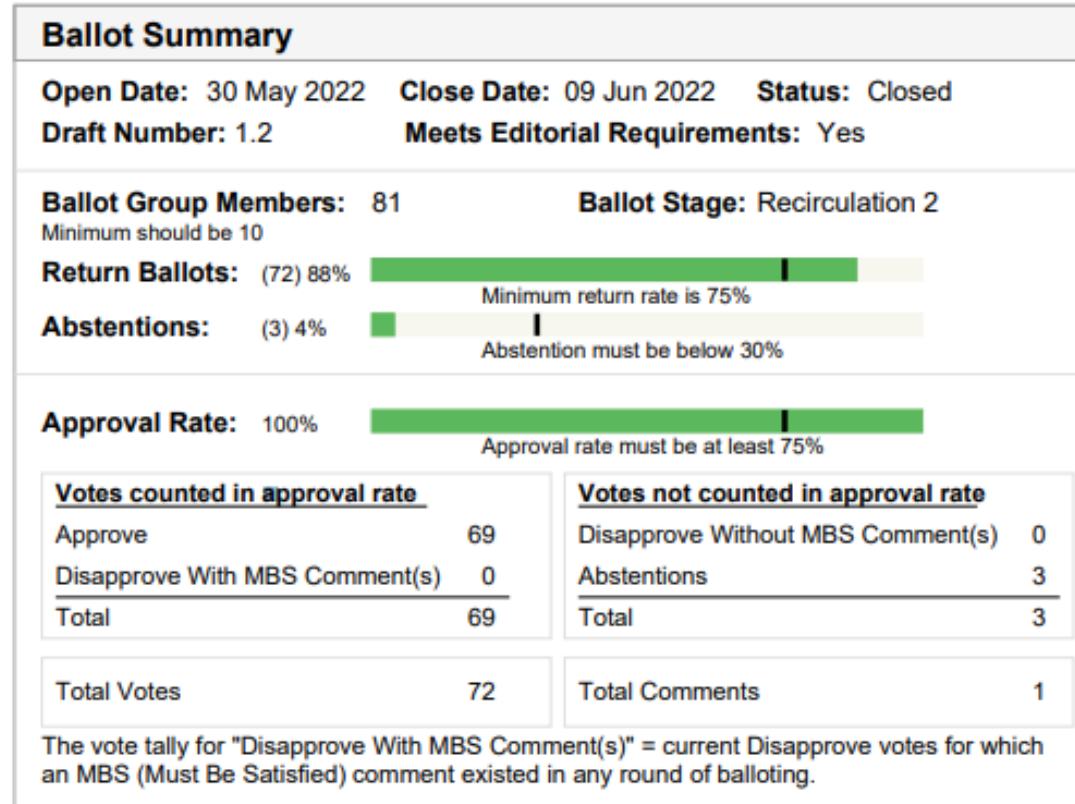 Ballot Summary
Open Date: 30 May 2022 Close Date: 09 Jun 2022 Status: Closed
Draft Number: 1.2 Meets Editorial Requirements: Yes
Ballot Group Members: 81 Ballot Stage: Recirculation 2
Minimum should be 10
Return Ballots: (72) 88%
Minimum return rate is 75%
Abstentions: (3) 4%
Abstention must be below 30%
Approval Rate: 100%
Approval rate must be at least 75%
Votes counted in approval rate Votes not counted in approval rate
Approve 69 Disapprove Without MBS Comment(s) 0
Disapprove With MBS Comment(s) 0 Abstentions 3
Total 69 Total 3
Total Votes 72 Total Comments 1
The vote tally for "Disapprove With MBS Comment(s)" = current Disapprove votes for which
an MBS (Must Be Satisfied) comment existed in any round of balloting.